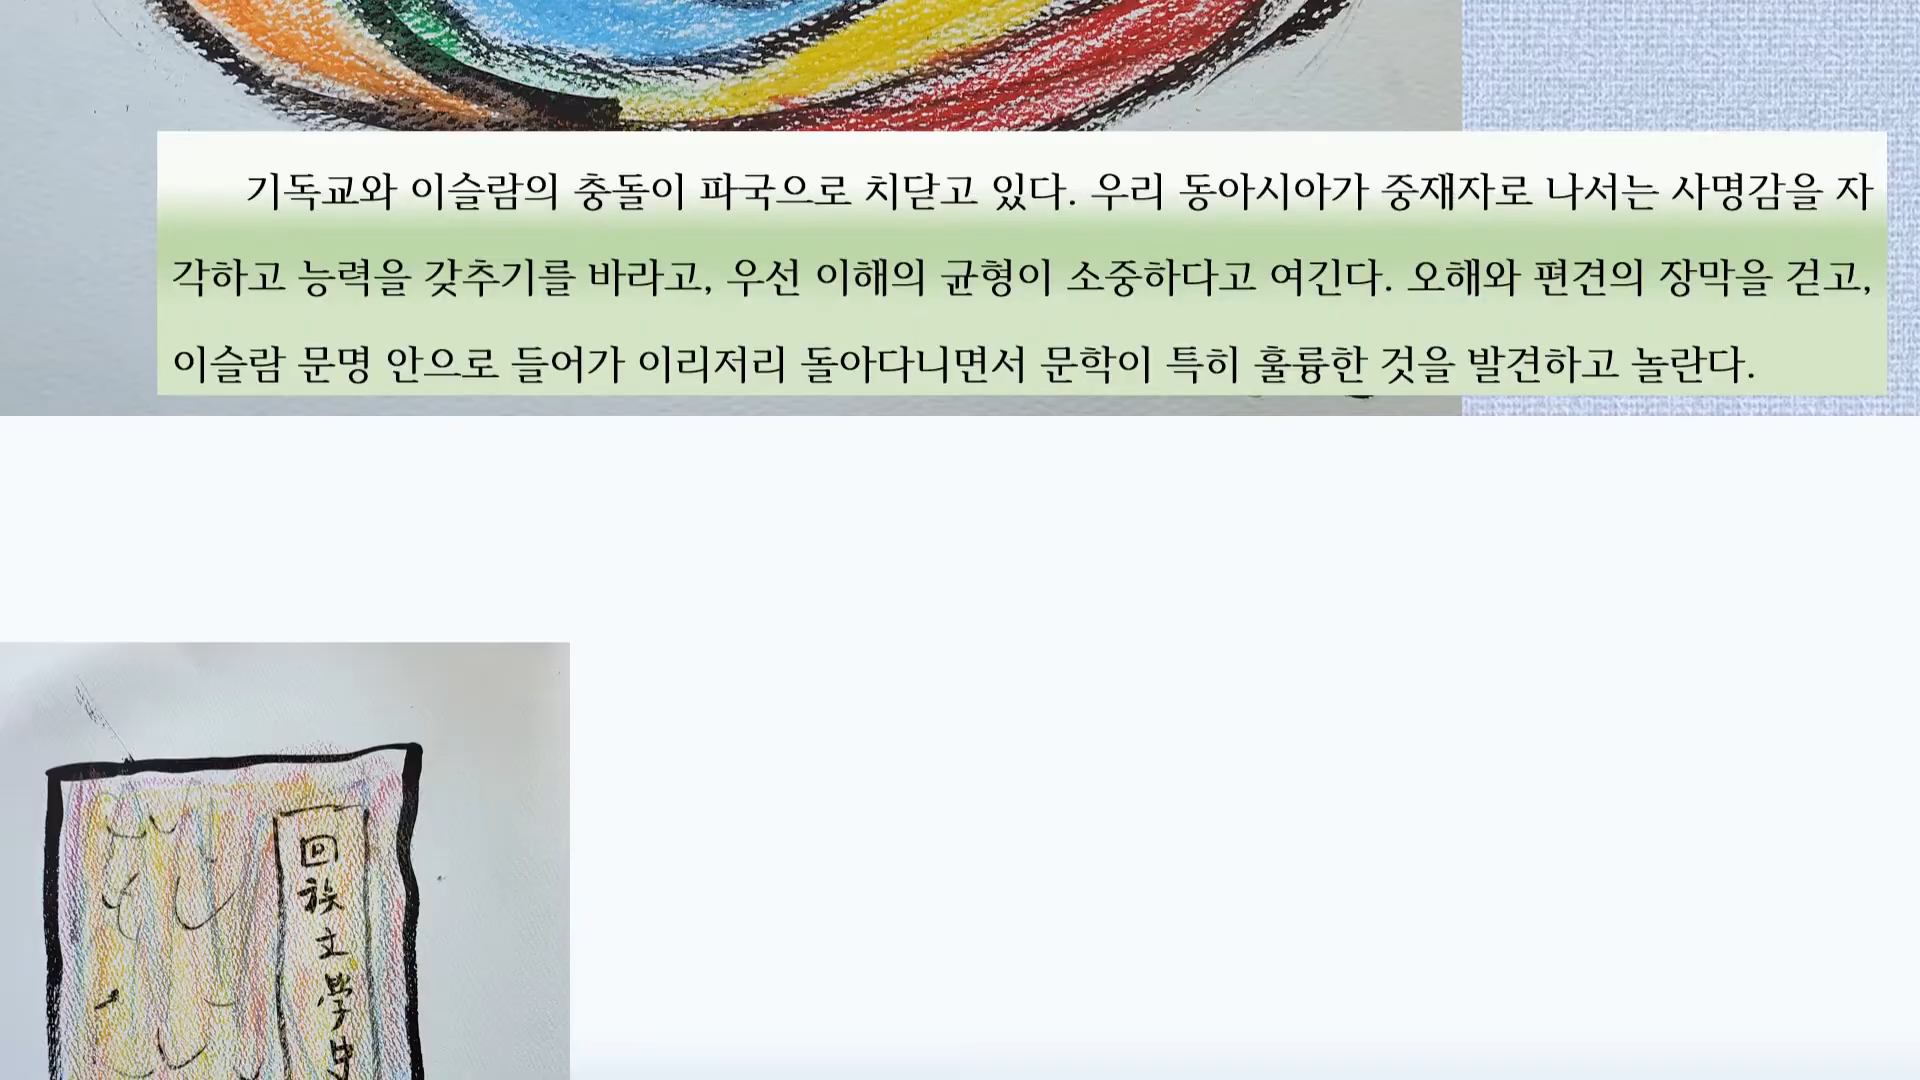 기독교와 이슬람의 충돌이 파국으로 치닫고 있다. 우리 동아시아가 중재자로 나서는 사명감을 자
각하고 능력을 갖추기를 바라고, 우선 이해의 균형이 소중하다고 여긴다. 오해와 편견의 장막을 걷고,
이슬람 문명 안으로 들어가 이리저리 돌아다니면서 문학이 특히 훌륭한 것을 발견하고 놀란다.
回族文學史